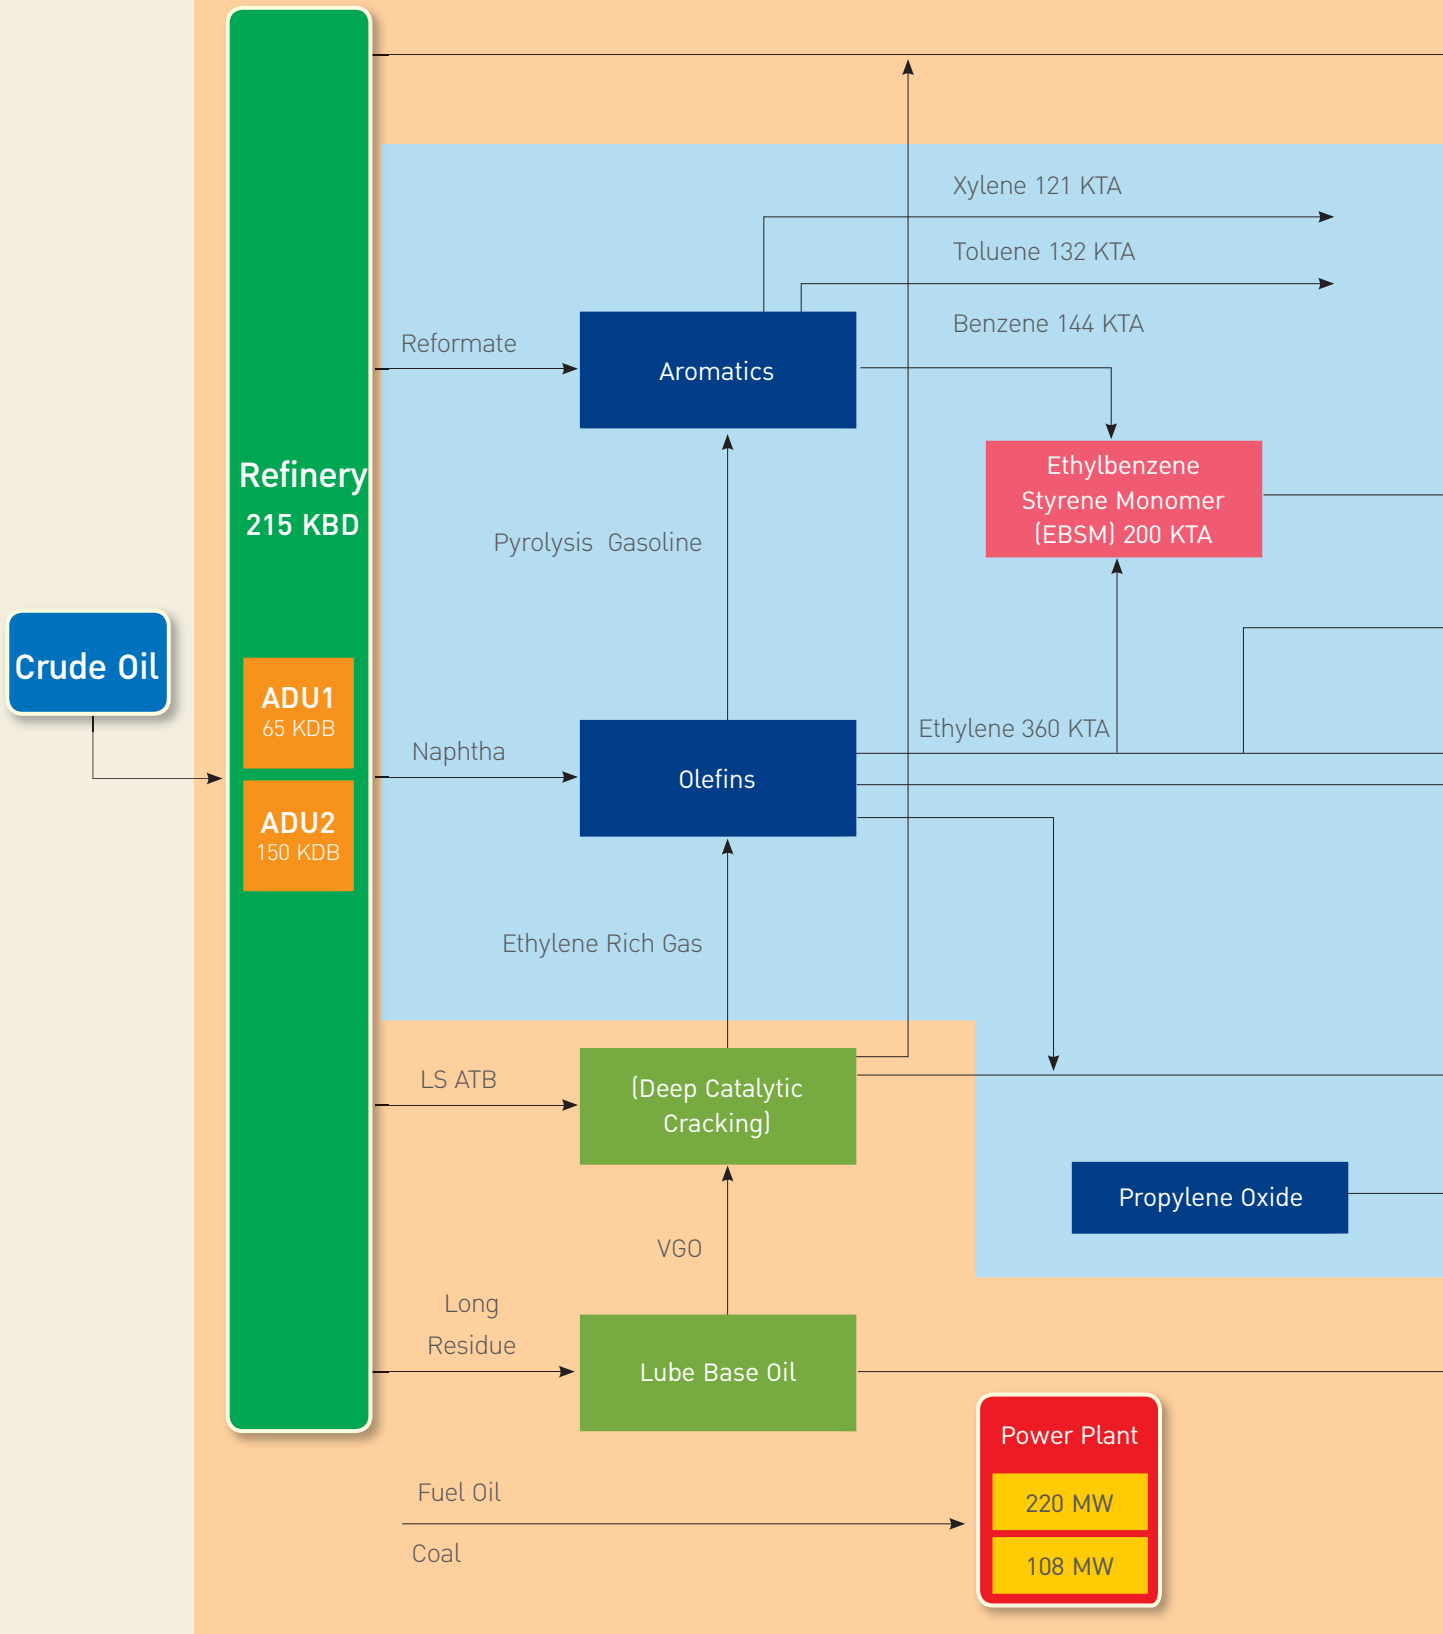 Xylene 121 KTA
Toluene 132 KTA
Benzene 144 KTA
Reformate
Aromatics
Refinery
215 KBD
Ethylbenzene
Styrene Monomer
(EBSM) 200 KTA
Pyrolysis Gasoline
Crude Oil
ADU1
65 KDB
Naphtha
Olefins
Ethylene 360 KTA
ADU2
150 KDB
Ethylene Rich Gas
LS ATB
(Deep Catalytic
Cracking)
Propylene Oxide
VGO
Long
Residue
Lube Base Oil
Power Plant
220 MW
108 MW
Fuel Oil
Coal